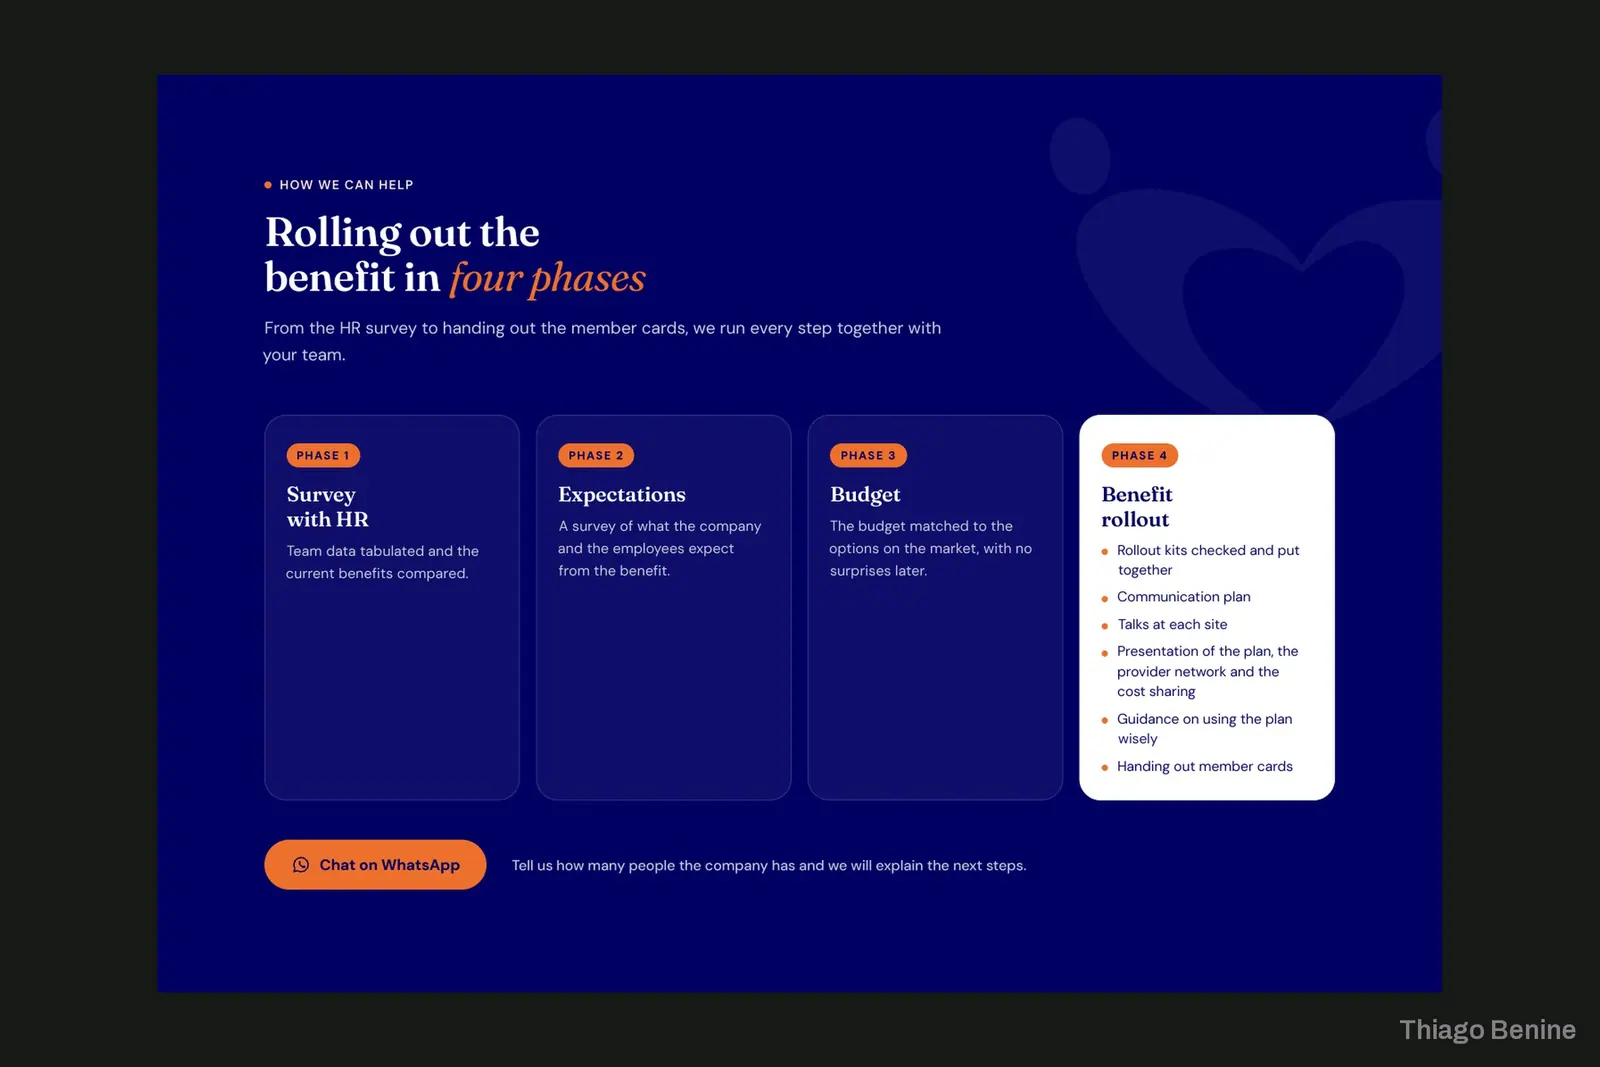 HOW WE CAN HELP
Rolling out the
benefit in four phases
From the HR survey to handing out the member cards, we run every step together with
your team.
PHASE 1
Survey
with HR
Team data tabulated and the
current benefits compared.
PHASE 2
Expectations
A survey of what the company
and the employees expect
from the benefit.
PHASE 3
Budget
The budget matched to the
options on the market, with no
surprises later.
PHASE 4
Benefit
rollout
Rollout kits checked and put
together
Communication plan
Talks at each site
Presentation of the plan, the
provider network and the
cost sharing
Guidance on using the plan
wisely
Handing out member cards
Chat on WhatsApp
Tell us how many people the company has and we will explain the next steps.
Thiago Benine